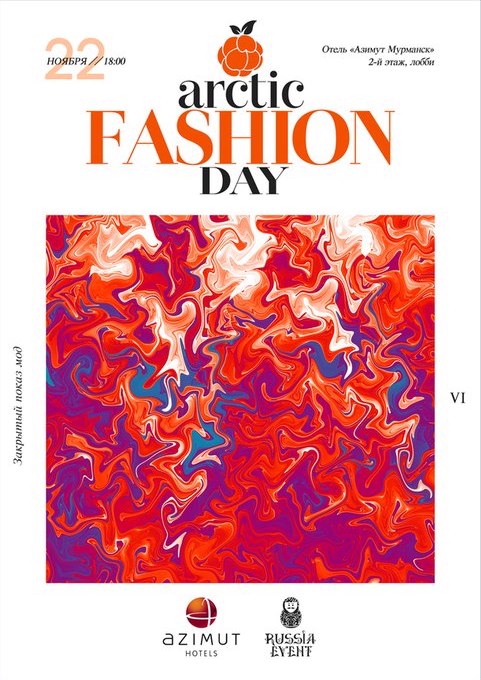 22
НОЯБРЯ // 18:00
Отель «Азимут Мурманск»
2-й этаж, лобби
arctic
FASHION
DAY
Закрытый показ мод
VI
AZIMUT
HOTELS
RUSSIA
EVENT